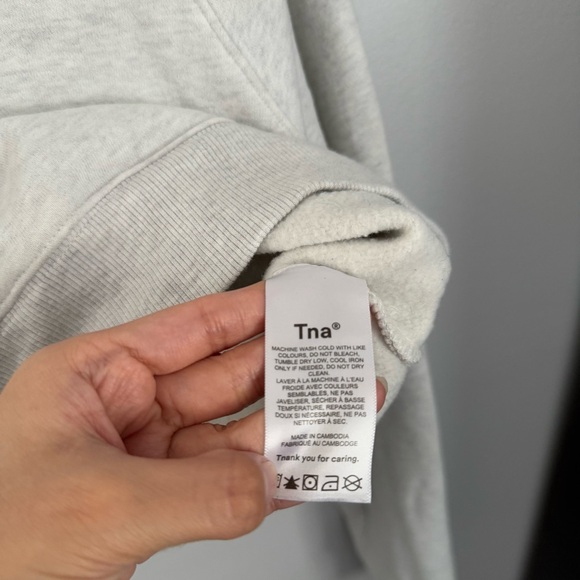 Tna®
MACHINE WASH COLD WITH LIKE
COLOURS, DO NOT BLEACH,
TUMBLE DRY LOW, COOL IRON
ONLY IF NEEDED, DO NOT DRY
CLEAN.
LAVER À LA MACHINE À L'EAU
FROIDE AVEC COULEURS
SEMBLABLES, NE PAS
JAVELISER, SÉCHER À BASSE
TEMPÉRATURE, REPASSAGE
DOUX SI NÉCESSAIRE, NE PAS
NETTOYER À SEC.
MADE IN CAMBODIA
FABRIQUÉ AU CAMBODGE
Thank you for caring.